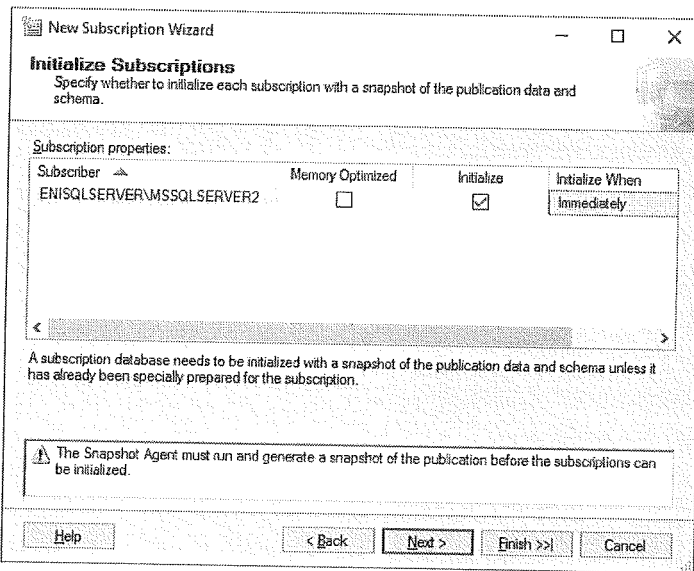 New Subscription Wizard
Initialize Subscriptions
Specify whether to initialize each subscription with a snapshot of the publication data and
schema.
Subscription properties:
Subscriber Memory Optimized Initialize Intialize When
ENISQLSERVER\MSSQLSERVER2 Immediately
A subscription database needs to be initialized with a snapshot of the publication data and schema unless it
has already been specially prepared for the subscription.
The Snapshot Agent must run and generate a snapshot of the publication before the subscriptions can
be initialized.
Help < Back Next > Finish >>| Cancel